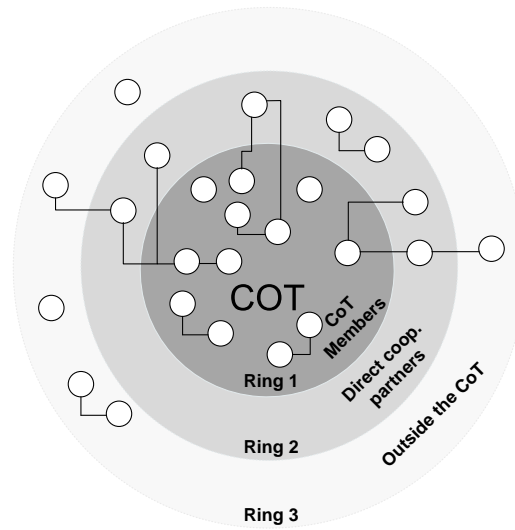 COT
CoT
Members
Direct coop.
partners
Outside the CoT
Ring 1
Ring 2
Ring 3